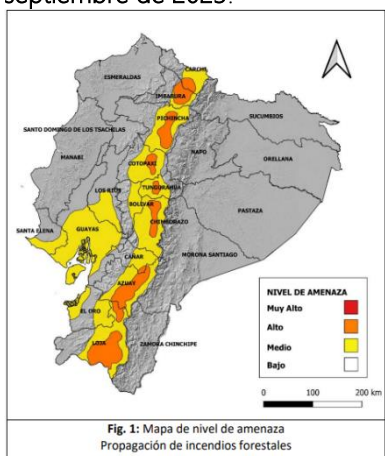 septiembre de 2025.
CARCHI
ESMERALDAS
IMBABURA
PICHINCHA
SUCUMBIOS
SANTO DOMINGO DE LOS TSACHILAS
NAPO
ORELLANA
MANABI
COTOPAXI
TUNGURAHUA
LOS RIOS
BOLIVAR
PASTAZA
CHIMBORAZO
SANTA ELENA
GUAYAS
MORONA SANTIAGO
CAÑAR
AZUAY
EL ORO
LOJA
ZAMORA CHINCHIPE
NIVEL DE AMENAZA
Muy Alto
Alto
Medio
Bajo
0 100 200 km
Fig. 1: Mapa de nivel de amenaza
Propagación de incendios forestales